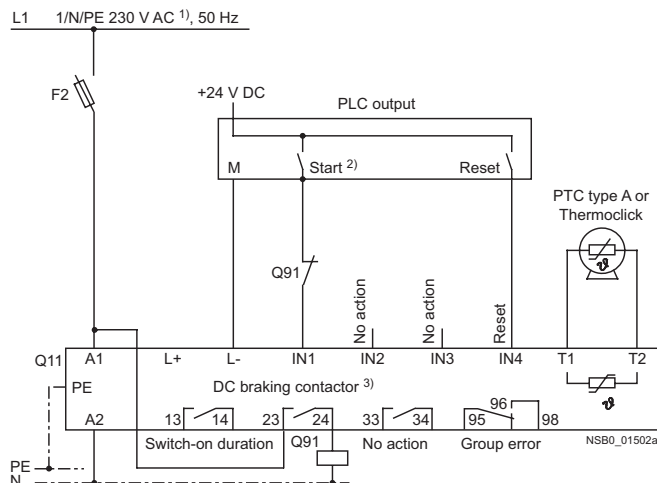 L1 1/N/PE 230 V AC 1), 50 Hz
F2
+24 V DC
PLC output
M
Start 2)
Reset
PTC type A or
Thermoclick
ϑ
Q91
No action
No action
Reset
Q11
A1
L+
L-
IN1
IN2
IN3
IN4
T1
T2
PE
DC braking contactor 3)
ϑ
A2
13
14
23
24
33
34
95
96
98
Switch-on duration
Q91
No action
Group error
NSB0_01502a
PE
N